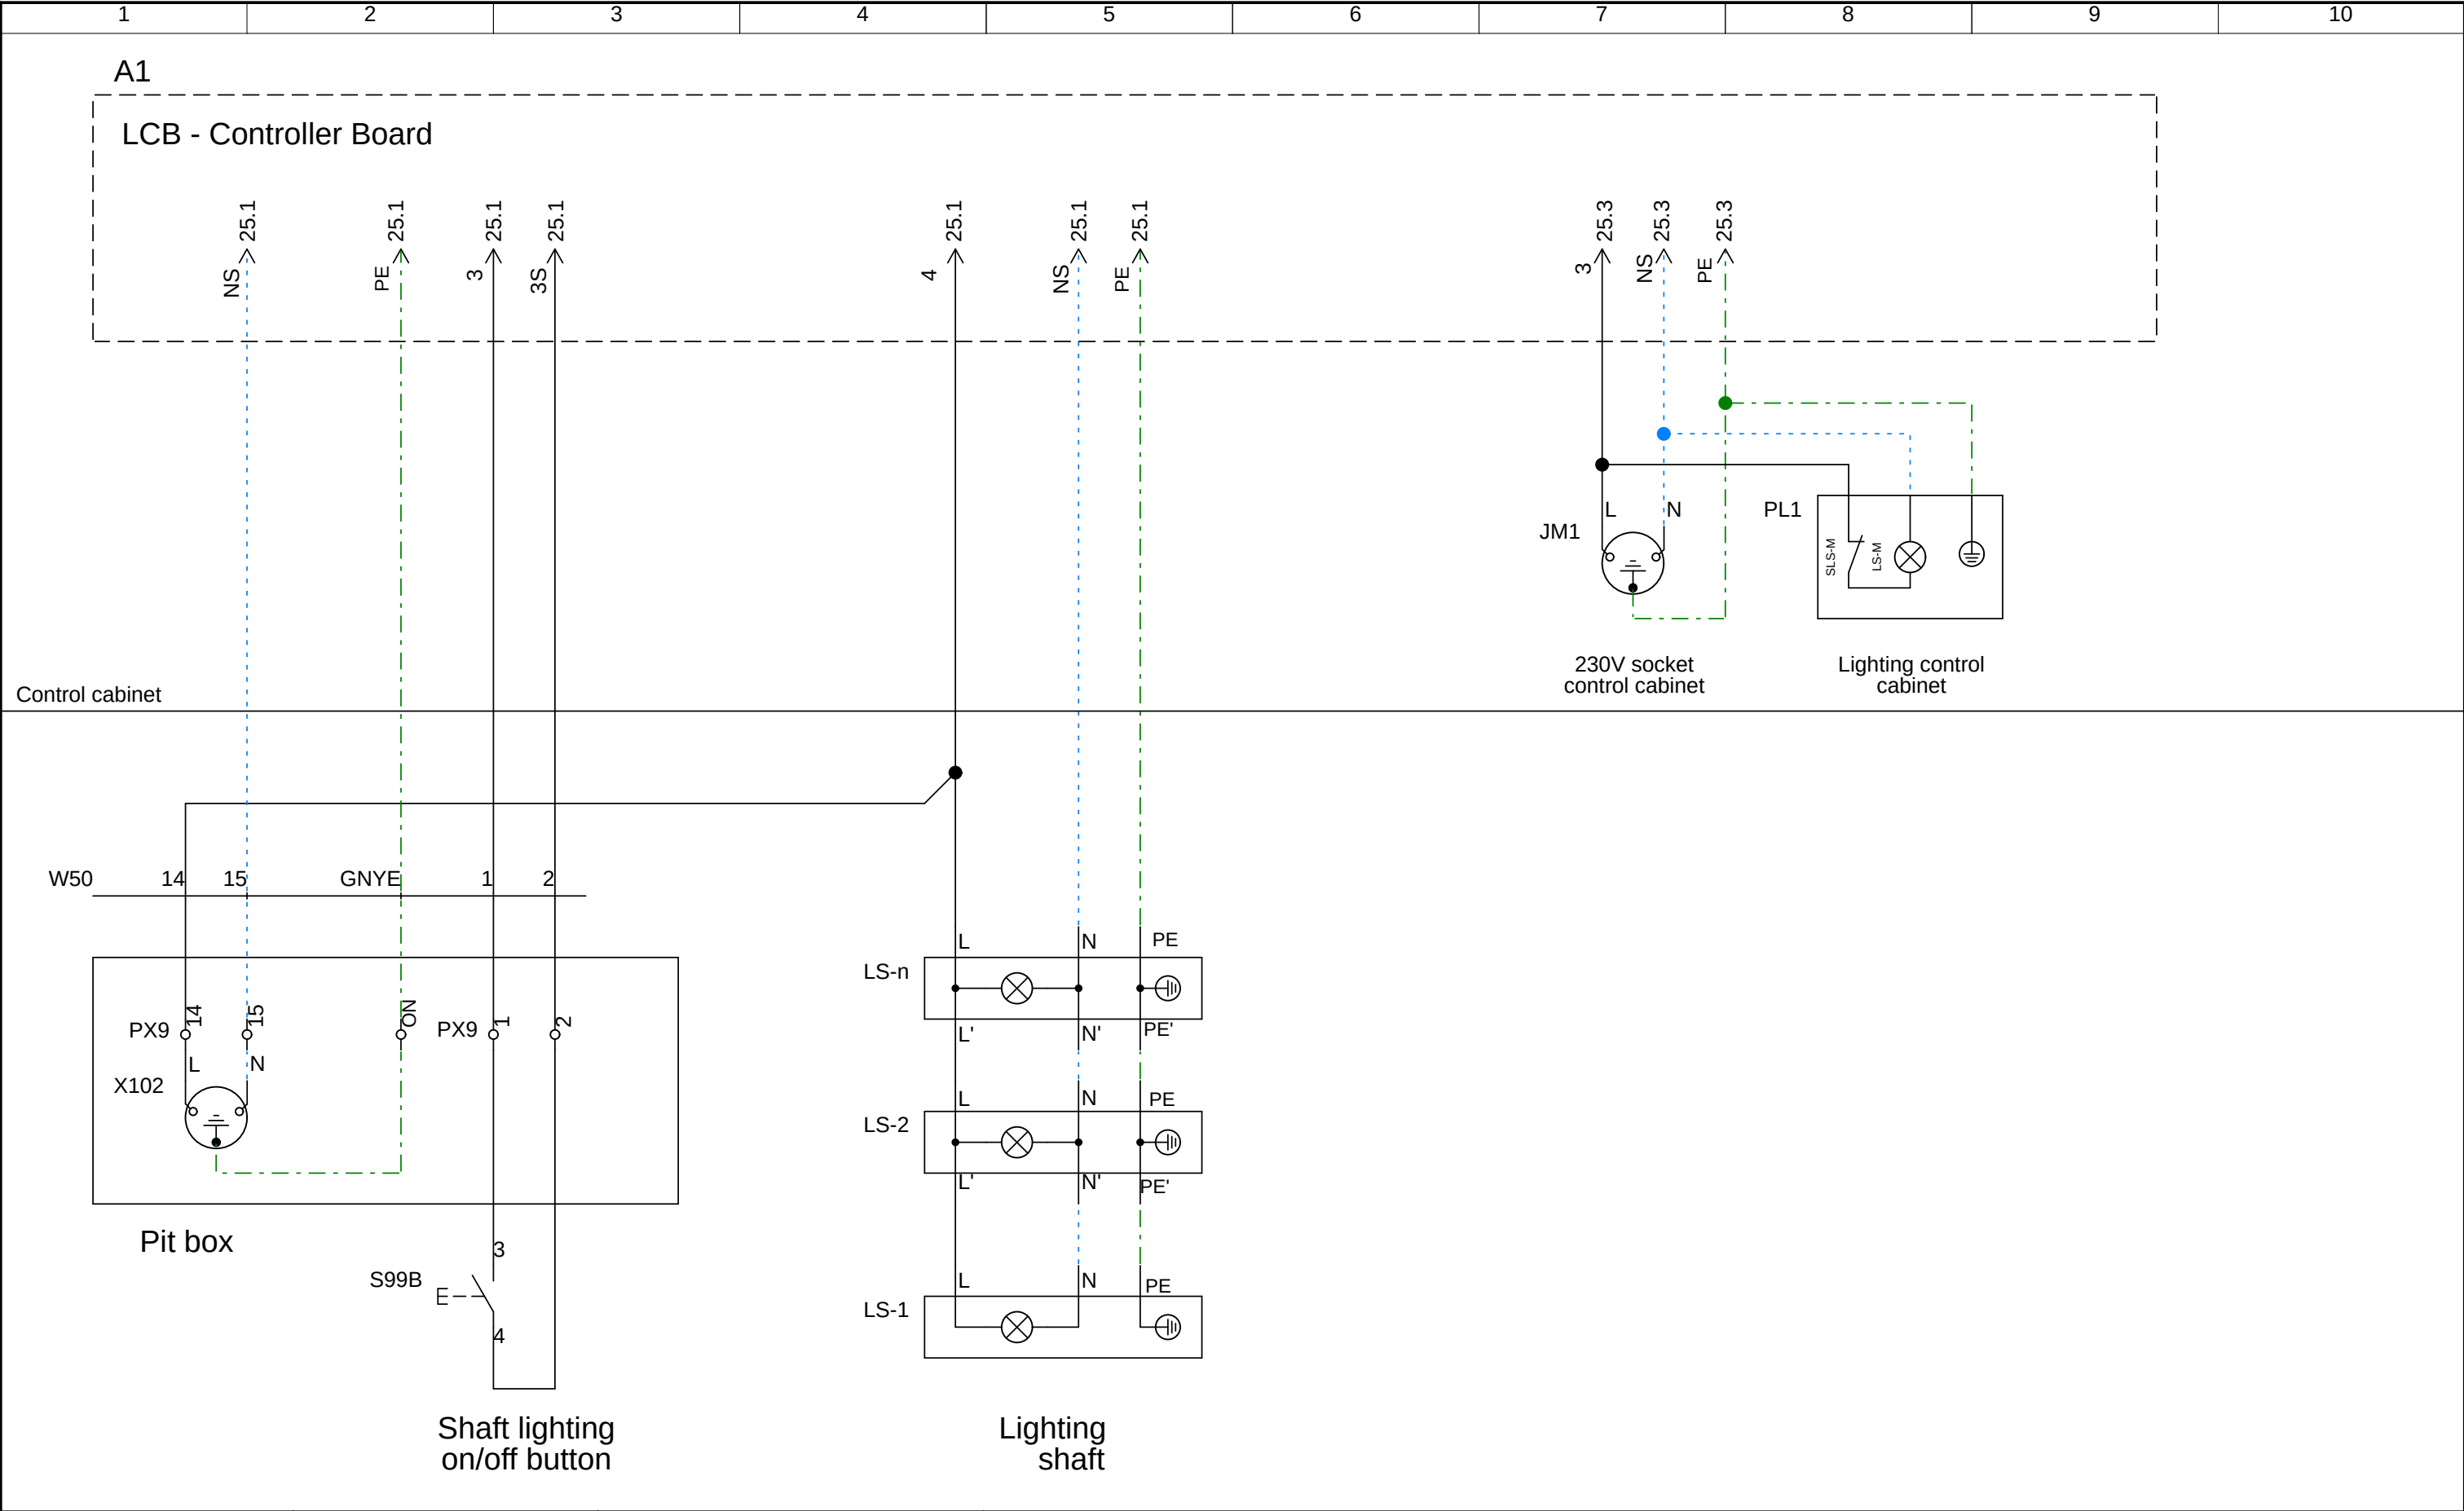 1 2 3 4 5 6 7 8 9 10
A1
LCB - Controller Board
25.1 25.1 25.1 25.1 25.1 25.1 25.1 25.3 25.3 25.3
NS PE 3 3S 4 NS PE 3 NS PE
L N PL1
JM1
SLS-M LS-M
230V socket
control cabinet
Lighting control
cabinet
Control cabinet
W50 14 15 GNYE 1 2
L N PE
LS-n
PX9 14 15 ON PX9 1 2
L' N' PE'
L N
X102
L N PE
LS-2
L' N' PE'
Pit box
3
S99B
4
L N PE
LS-1
Shaft lighting
on/off button
Lighting
shaft